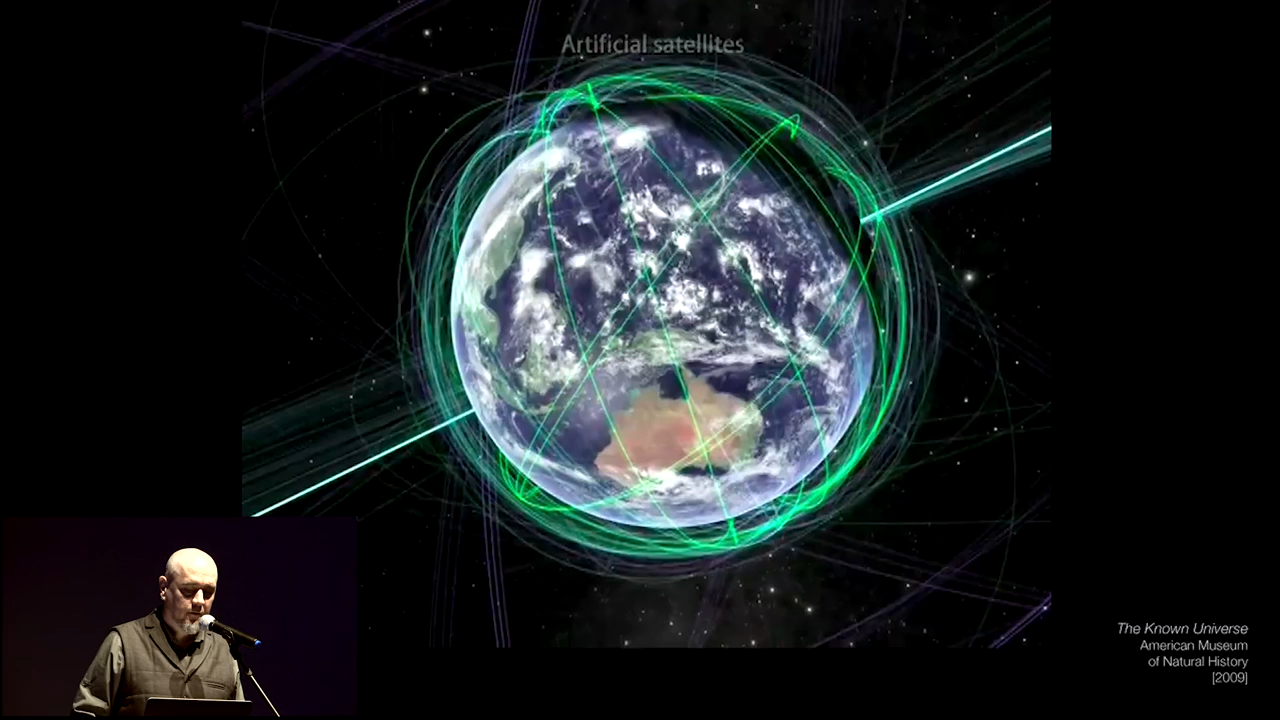 Artificial satellites
The Known Universe
American Museum
of Natural History
[2009]